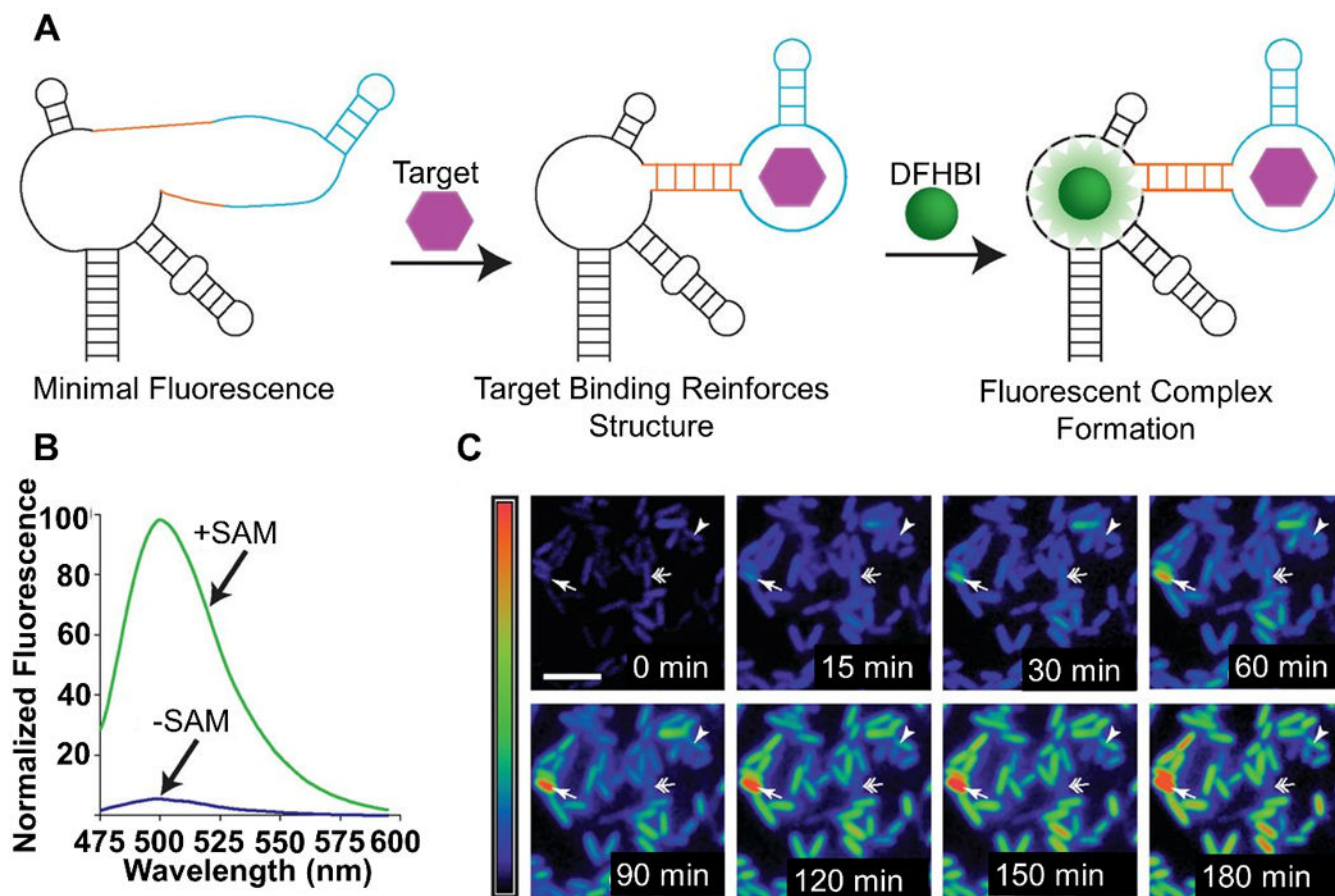 A
Target
DFHBI
Minimal Fluorescence
Target Binding Reinforces
Structure
Fluorescent Complex
Formation
B
Normalized Fluorescence
100
80
60
40
20
+SAM
-SAM
475 500 525 550 575 600
Wavelength (nm)
C
0 min
15 min
30 min
60 min
90 min
120 min
150 min
180 min